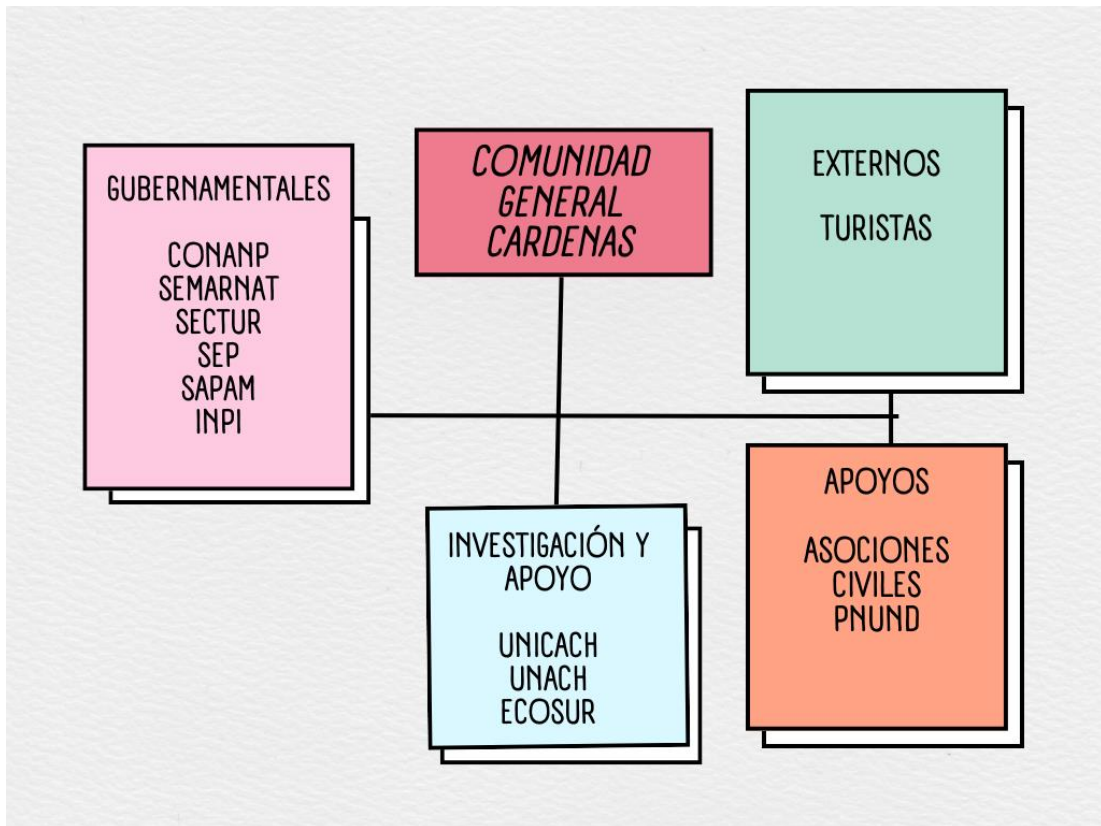 GUBERNAMENTALES
CONANP
SEMARNAT
SECTUR
SEP
SAPAM
INPI
COMUNIDAD
GENERAL
CARDENAS
EXTERNOS
TURISTAS
INVESTIGACIÓN Y
APOYO
UNICACH
UNACH
ECOSUR
APOYOS
ASOCIONES
CIVILES
PNUND